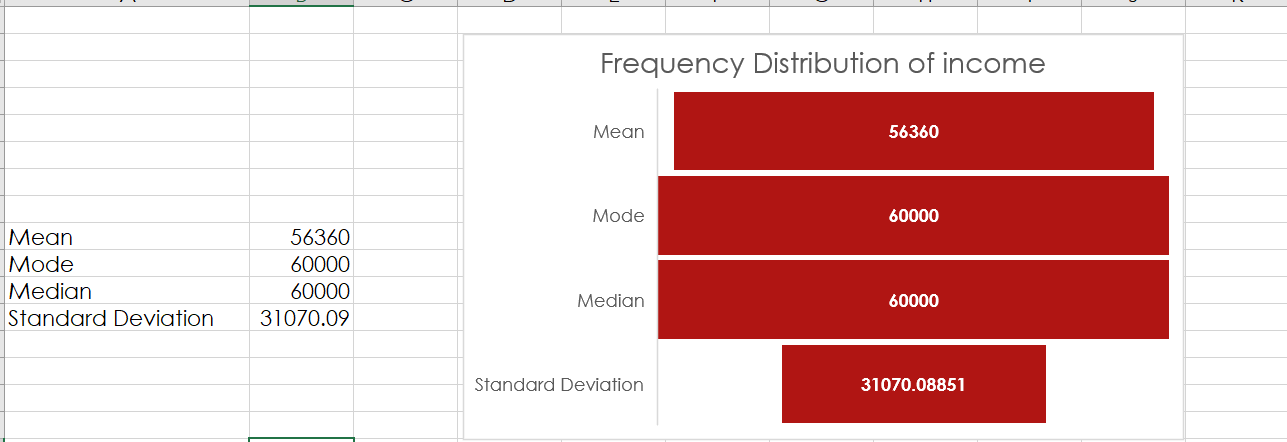 Mean 56360
Mode 60000
Median 60000
Standard Deviation 31070.09
Frequency Distribution of income
Mean 56360
Mode 60000
Median 60000
Standard Deviation 31070.08851